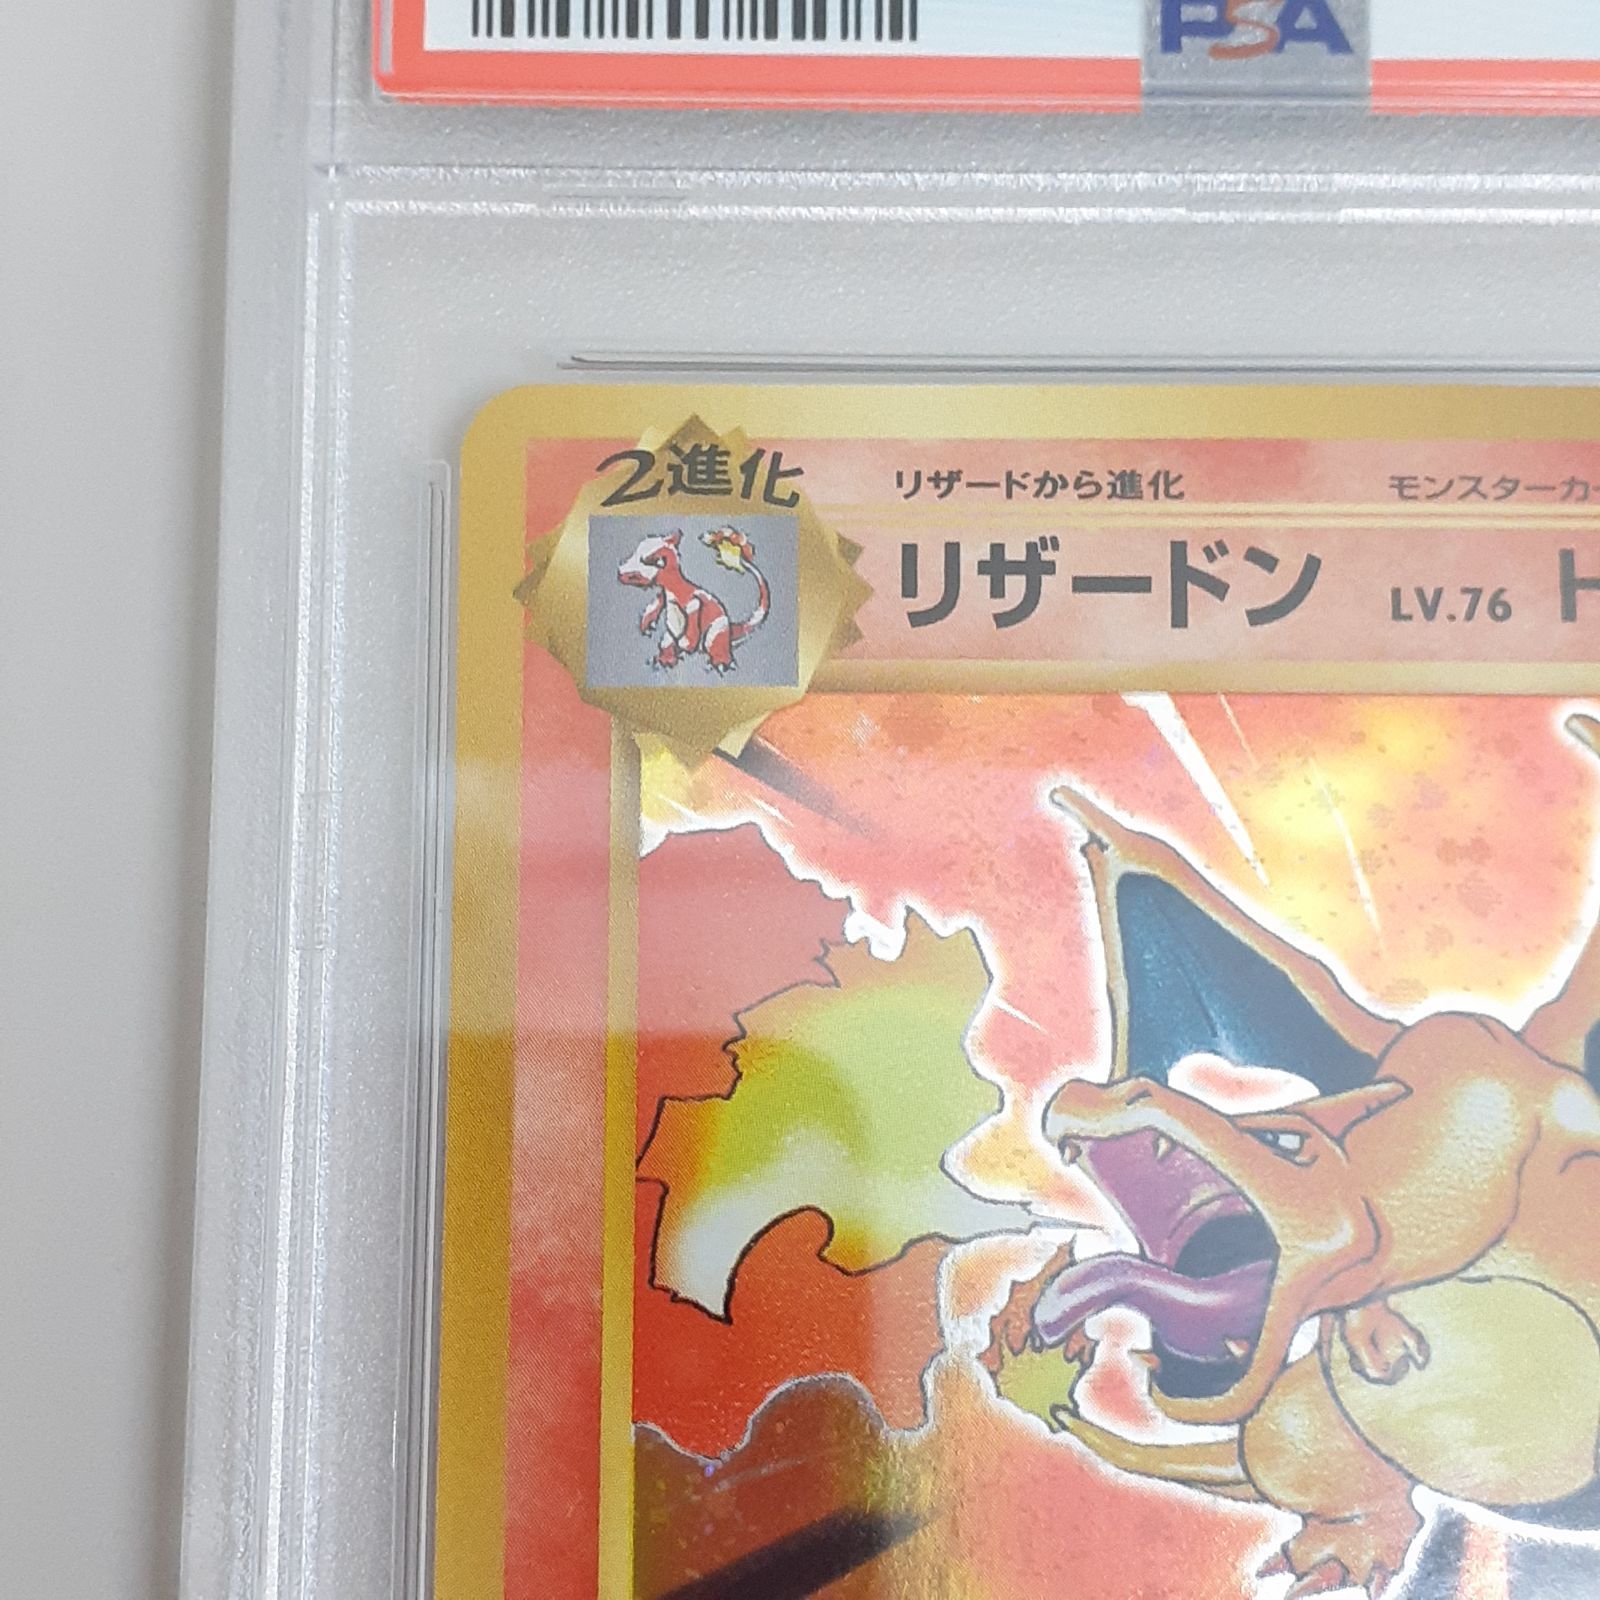 PSA
2進化
リザードから進化
モンスターカ
リザードン LV.76